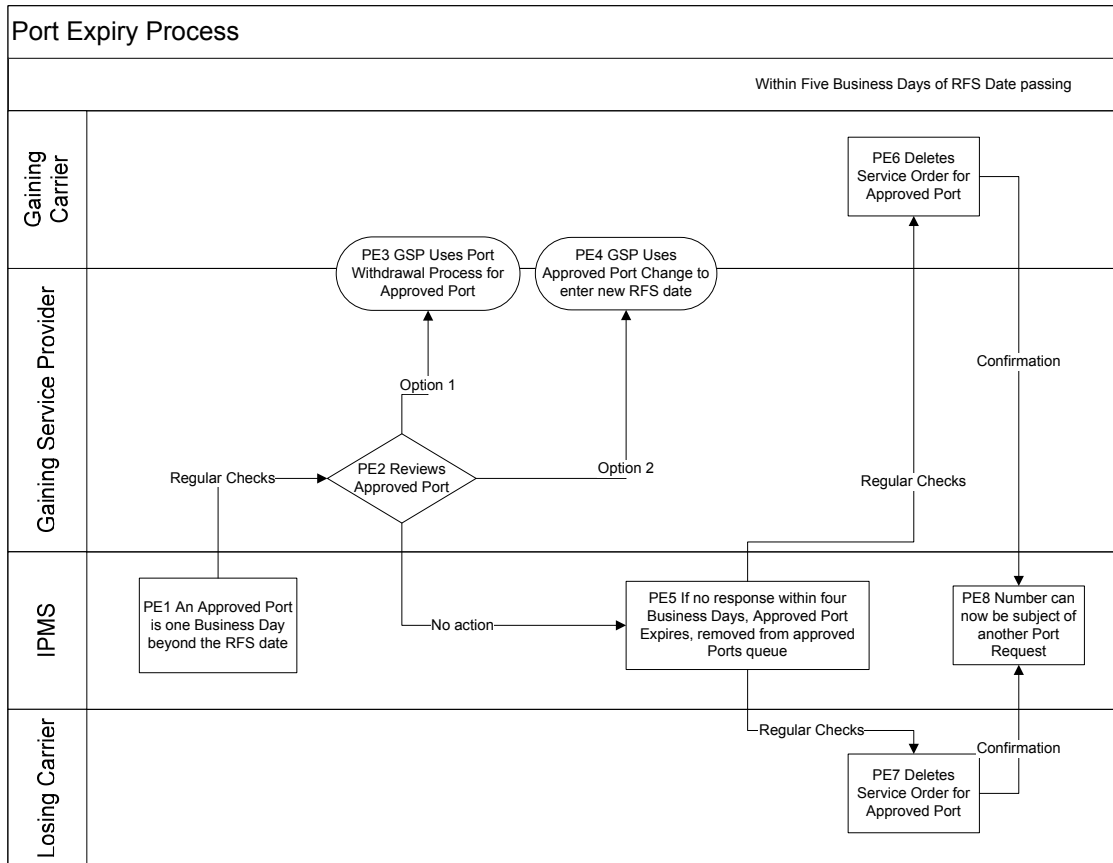 Port Expiry Process
Within Five Business Days of RFS Date passing
Gaining
Carrier
PE6 Deletes
Service Order for
Approved Port
PE3 GSP Uses Port
Withdrawal Process for
Approved Port
PE4 GSP Uses
Approved Port Change to
enter new RFS date
Gaining Service Provider
Confirmation
Option 1
PE2 Reviews
Approved Port
Regular Checks
Option 2
Regular Checks
IPMS
PE1 An Approved Port
is one Business Day
beyond the RFS date
No action
PE5 If no response within four
Business Days, Approved Port
Expires, removed from approved
Ports queue
PE8 Number can
now be subject of
another Port
Request
Losing Carrier
Regular Checks
PE7 Deletes
Service Order for
Approved Port
Confirmation